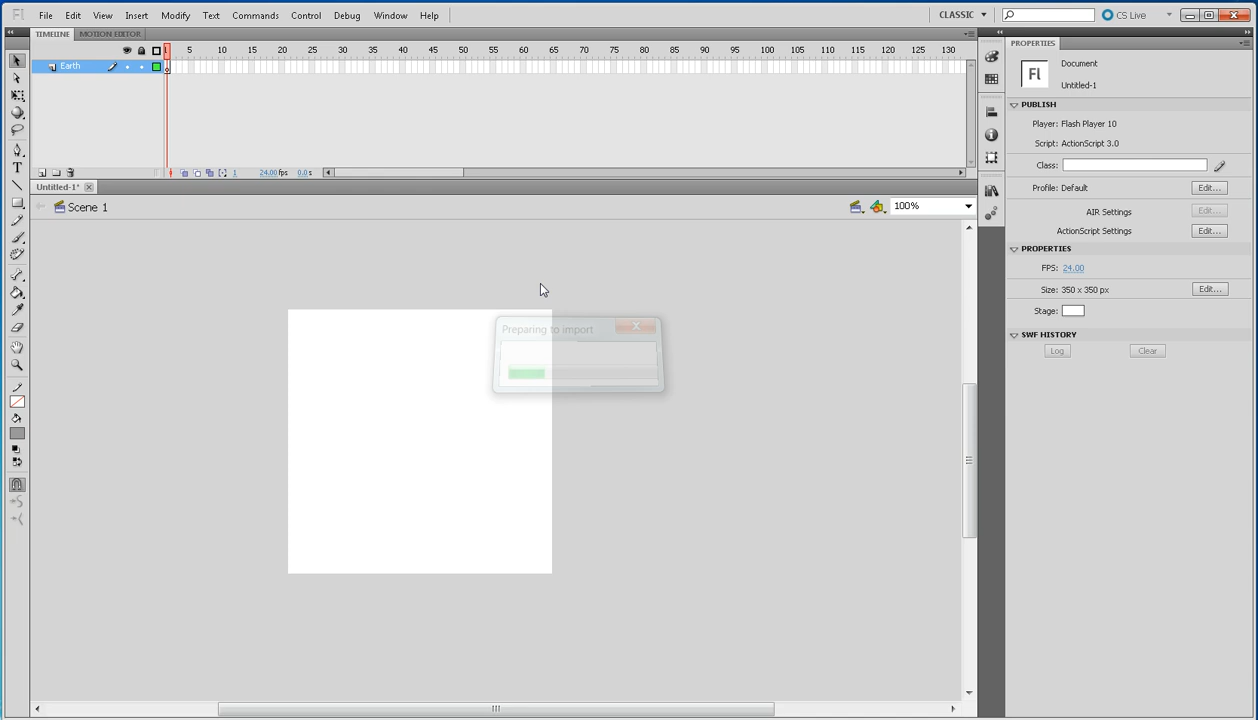 Fl File Edit View Insert Modify Text Commands Control Debug Window Help CLASSIC CS Live
TIMELINE MOTION EDITOR
1 5 10 15 20 25 30 35 40 45 50 55 60 65 70 75 80 85 90 95 100 105 110 115 120 125 130
Earth
1 24.00 fps 0.0 s
Untitled-1*
Scene 1 100%
Preparing to import
PROPERTIES
Fl
Document
Untitled-1
PUBLISH
Player: Flash Player 10
Script: ActionScript 3.0
Class:
Profile: Default Edit...
AIR Settings Edit...
ActionScript Settings Edit...
PROPERTIES
FPS: 24.00
Size: 350 x 350 px Edit...
Stage:
SWF HISTORY
Log Clear